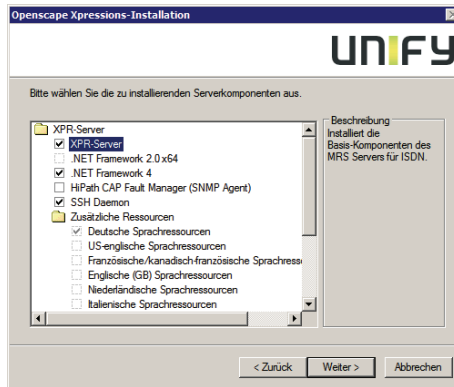 Openscape Xpressions-Installation
UNIFY
Bitte wählen Sie die zu installierenden Serverkomponenten aus.
XPR-Server
XPR-Server
.NET Framework 2.0 x64
.NET Framework 4
HiPath CAP Fault Manager (SNMP Agent)
SSH Daemon
Zusätzliche Ressourcen
Deutsche Sprachressourcen
US-englische Sprachressourcen
Französische/kanadisch-französische Sprachress
Englische (GB) Sprachressourcen
Niederländische Sprachressourcen
Italienische Sprachressourcen
Beschreibung
Installiert die
Basis-Komponenten des
MRS Servers für ISDN.
< Zurück
Weiter >
Abbrechen